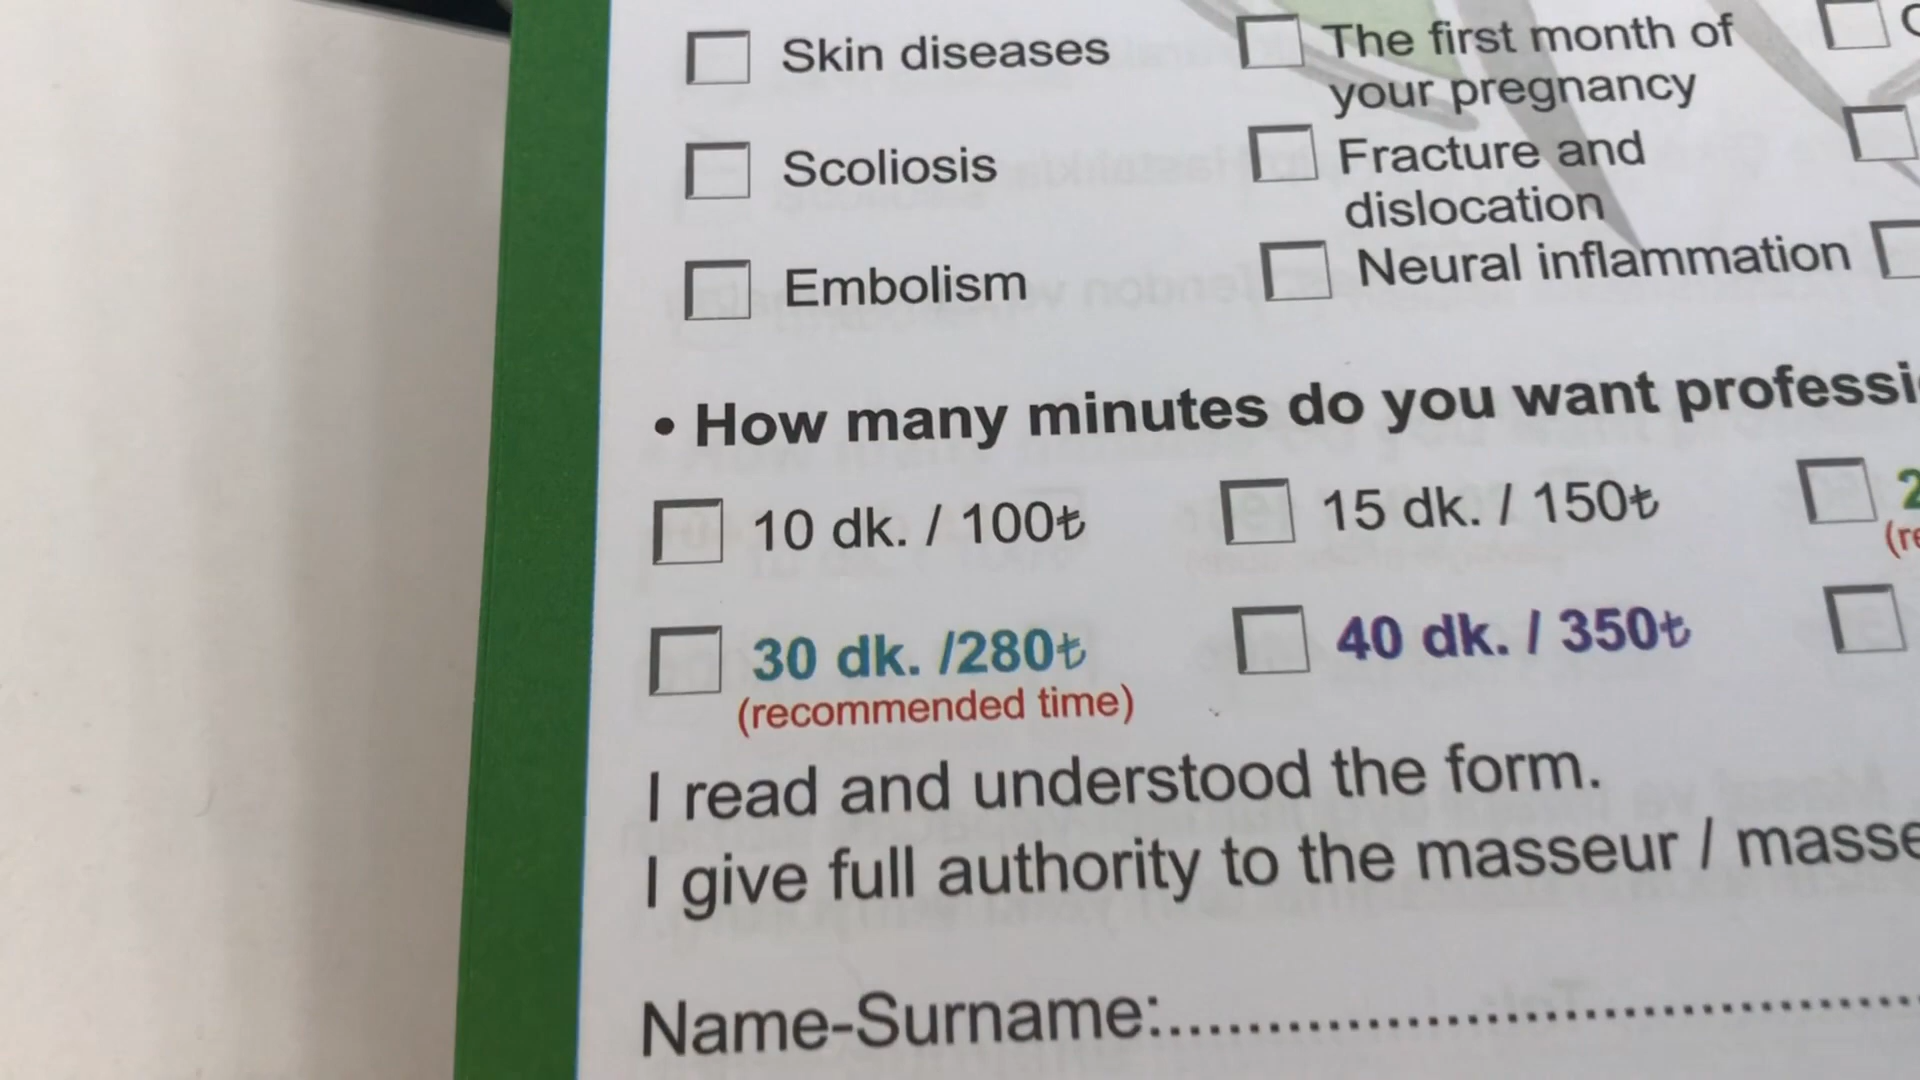 Skin diseases
The first month of
your pregnancy
Scoliosis
Fracture and
dislocation
Embolism
Neural inflammation
• How many minutes do you want
10 dk. / 100₺
15 dk. / 150₺
30 dk. /280₺
40 dk. / 350₺
(recommended time)
I read and understood the form.
I give full authority to the masseur /
Name-Surname:........................................